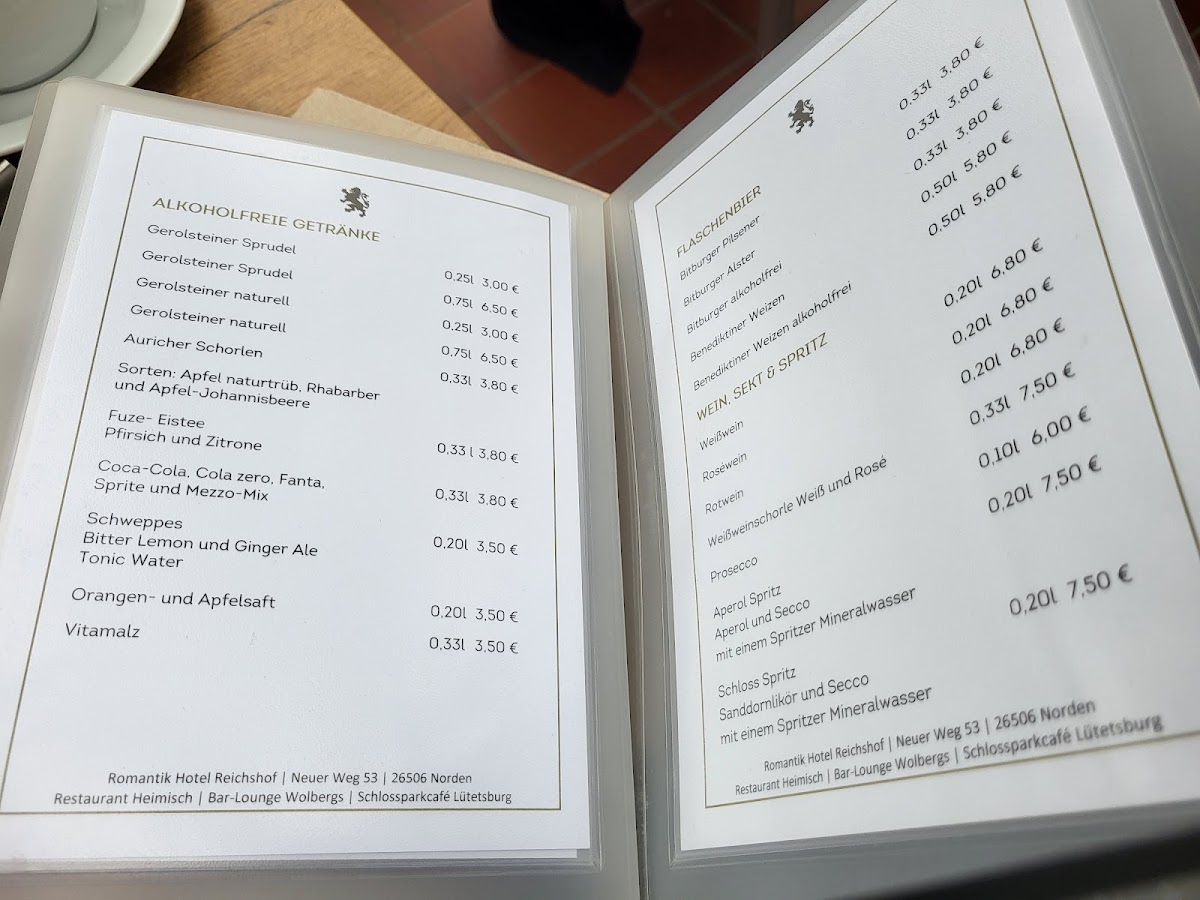 ALKOHOLFREIE GETRÄNKE
Gerolsteiner Sprudel 0,25l 3,00 €
Gerolsteiner Sprudel 0,75l 6,50 €
Gerolsteiner naturell 0,25l 3,00 €
Gerolsteiner naturell 0,75l 6,50 €
Auricher Schorlen 0,33l 3,80 €
Sorten: Apfel naturtrüb, Rhabarber
und Apfel-Johannisbeere
Fuze- Eistee
Pfirsich und Zitrone 0,33 l 3,80 €
Coca-Cola, Cola zero, Fanta,
Sprite und Mezzo-Mix 0,33l 3,80 €
Schweppes
Bitter Lemon und Ginger Ale 0,20l 3,50 €
Tonic Water
Orangen- und Apfelsaft 0,20l 3,50 €
Vitamalz 0,33l 3,50 €
Romantik Hotel Reichshof | Neuer Weg 53 | 26506 Norden
Restaurant Heimisch | Bar-Lounge Wolbergs | Schlossparkcafé Lütetsburg
FLASCHENBIER
Bitburger Pilsener 0,33l 3,80 €
Bitburger Alster 0,33l 3,80 €
Bitburger alkoholfrei 0,33l 3,80 €
Benediktiner Weizen 0,50l 5,80 €
Benediktiner Weizen alkoholfrei 0,50l 5,80 €
WEIN, SEKT & SPRITZ
Weißwein 0,20l 6,80 €
Roséwein 0,20l 6,80 €
Rotwein 0,20l 6,80 €
Weißweinschorle Weiß und Rosé 0,33l 7,50 €
Prosecco 0,10l 6,00 €
Aperol Spritz 0,20l 7,50 €
Aperol und Secco
mit einem Spritzer Mineralwasser
Schloss Spritz 0,20l 7,50 €
Sanddornlikör und Secco
mit einem Spritzer Mineralwasser
Romantik Hotel Reichshof | Neuer Weg 53 | 26506 Norden
Restaurant Heimisch | Bar-Lounge Wolbergs | Schlossparkcafé Lütetsburg